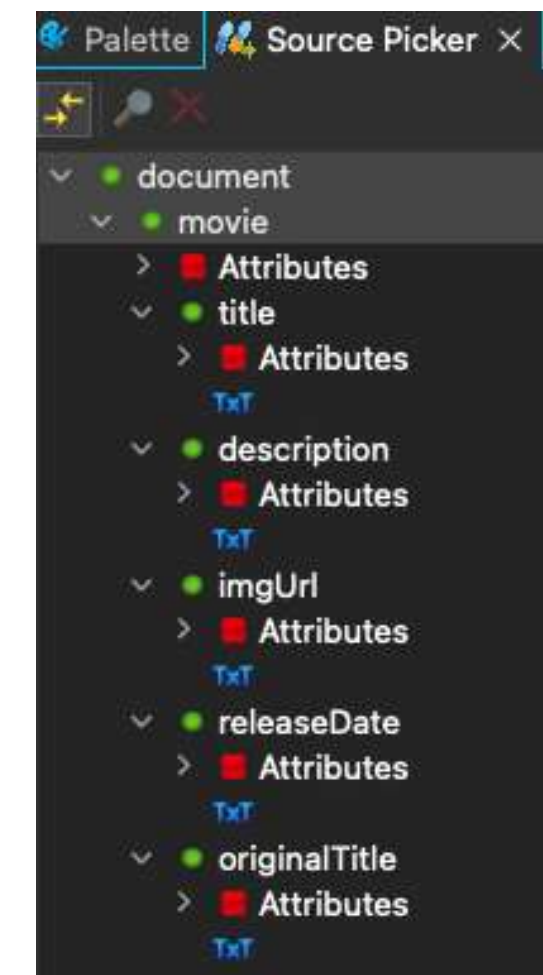 Palette Source Picker
document
movie
Attributes
title
Attributes
TxT
description
Attributes
TxT
imgUrl
Attributes
TxT
releaseDate
Attributes
TxT
originalTitle
Attributes
TxT